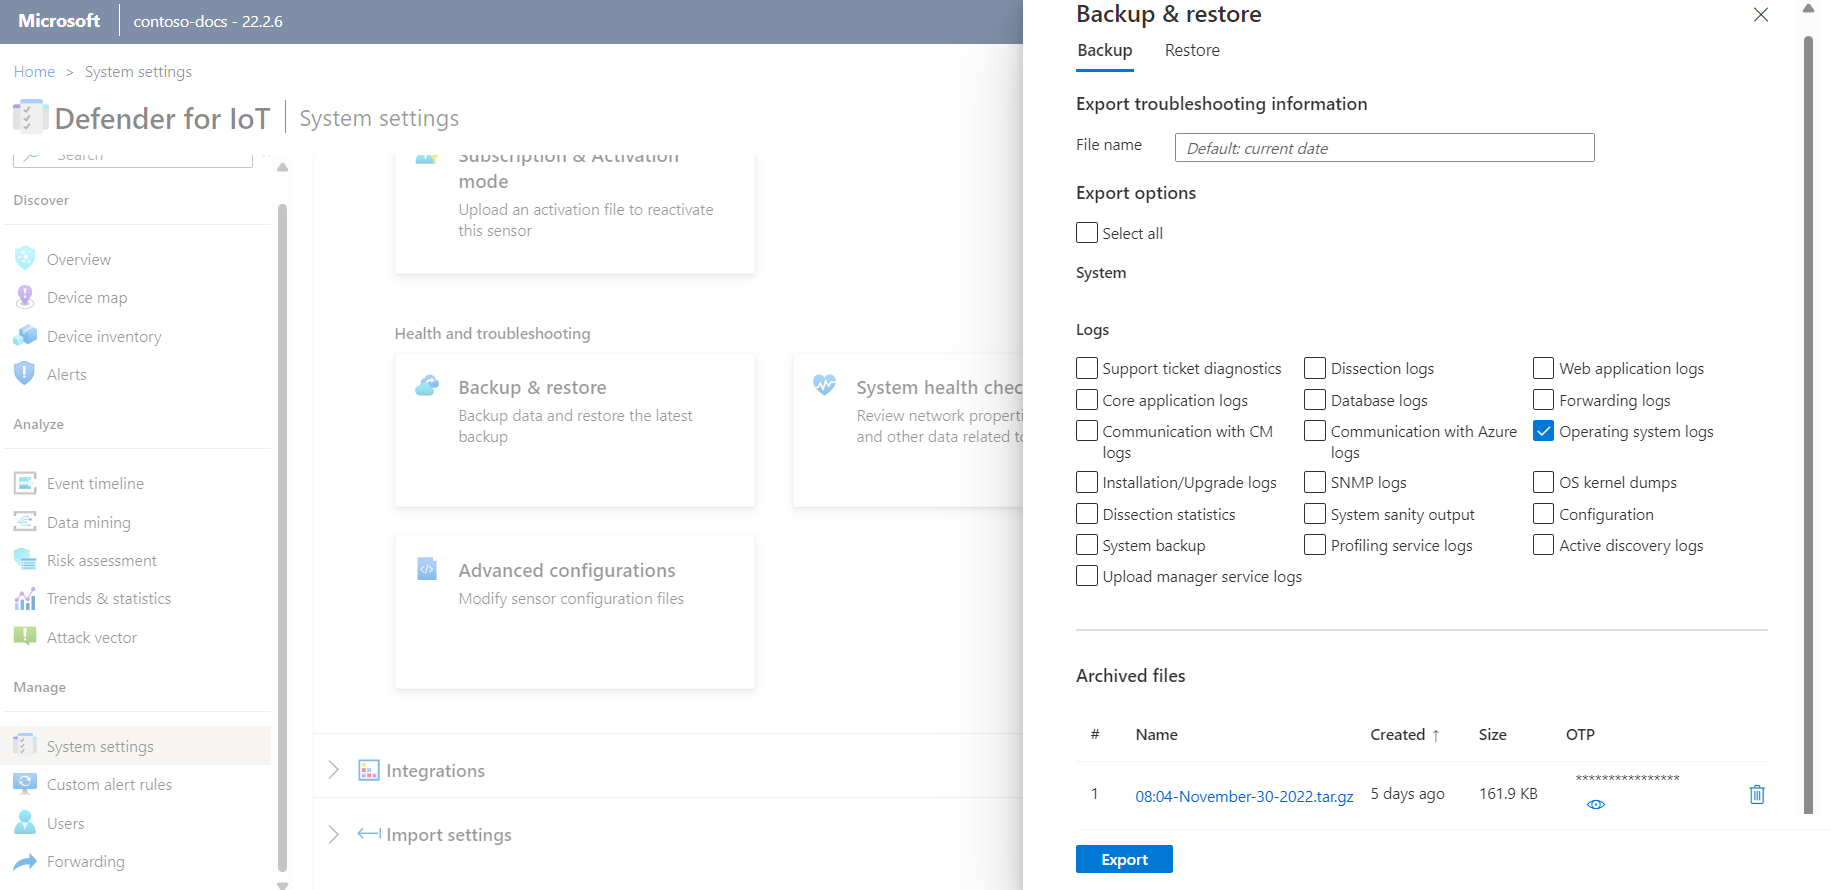 Microsoft
contoso-docs - 22.2.6
Home > System settings
Defender for IoT
System settings
Search
Discover
Overview
Device map
Device inventory
Alerts
Analyze
Event timeline
Data mining
Risk assessment
Trends & statistics
Attack vector
Manage
System settings
Custom alert rules
Users
Forwarding
Subscription & Activation
mode
Upload an activation file to reactivate
this sensor
Health and troubleshooting
Backup & restore
Backup data and restore the latest
backup
System health chec
Review network properti
and other data related to
Advanced configurations
Modify sensor configuration files
Integrations
Import settings
Backup & restore
Backup
Restore
Export troubleshooting information
File name
Default: current date
Export options
Select all
System
Logs
Support ticket diagnostics
Dissection logs
Web application logs
Core application logs
Database logs
Forwarding logs
Communication with CM
logs
Communication with Azure
logs
Operating system logs
Installation/Upgrade logs
SNMP logs
OS kernel dumps
Dissection statistics
System sanity output
Configuration
System backup
Profiling service logs
Active discovery logs
Upload manager service logs
Archived files
# Name Created ↑ Size OTP
1 08:04-November-30-2022.tar.gz 5 days ago 161.9 KB ****************
Export